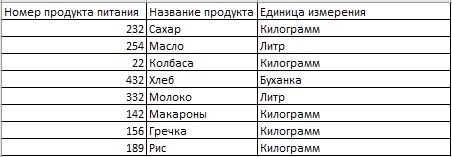 Номер продукта питания Название продукта Единица измерения
232 Сахар Килограмм
254 Масло Литр
22 Колбаса Килограмм
432 Хлеб Буханка
332 Молоко Литр
142 Макароны Килограмм
156 Гречка Килограмм
189 Рис Килограмм